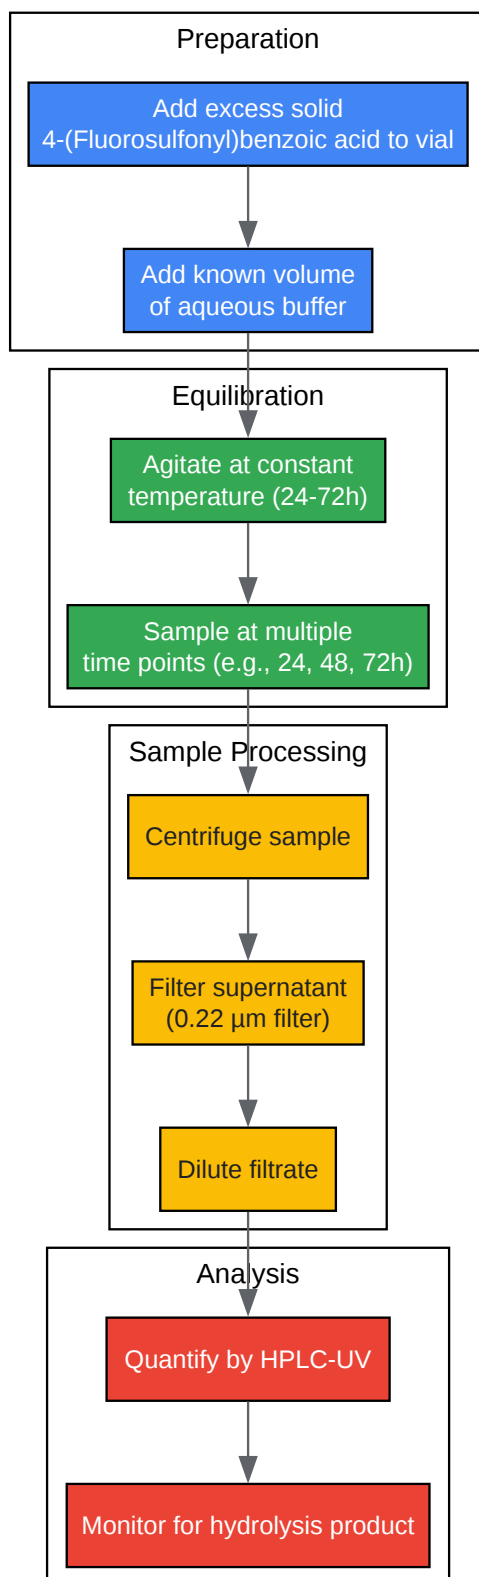 Preparation
Add excess solid
4-(Fluorosulfonyl)benzoic acid to vial
Add known volume
of aqueous buffer
Equilibration
Agitate at constant
temperature (24-72h)
Sample at multiple
time points (e.g., 24, 48, 72h)
Sample Processing
Centrifuge sample
Filter supernatant
(0.22 µm filter)
Dilute filtrate
Analysis
Quantify by HPLC-UV
Monitor for hydrolysis product